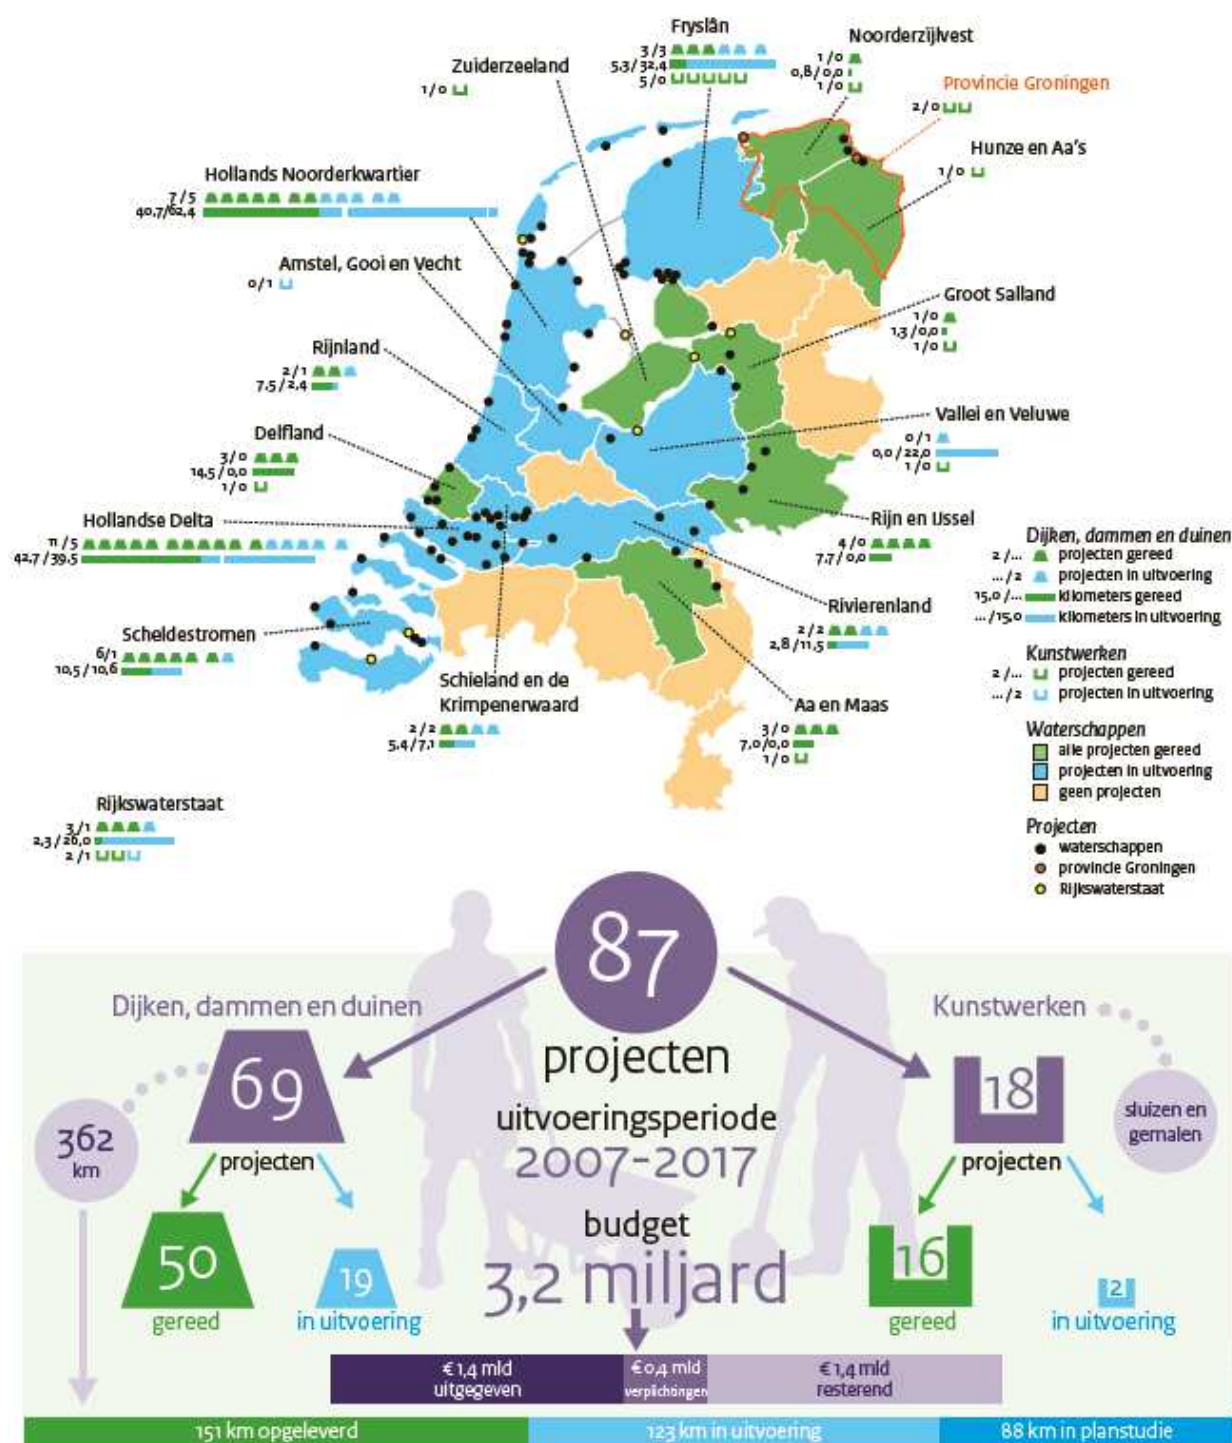 Fryslân
3/3
5,3/32,4
5/0
Noorderzijlvest
1/0
0,8/0,0
1/0
Zuiderzeeland
1/0
Provincie Groningen
2/0
Hunze en Aa's
1/0
Hollands Noorderkwartier
7/5
40,7/62,4
Amstel, Gooi en Vecht
0/1
Groot Salland
1/0
1,3/0,0
1/0
Rijnland
2/1
7,5/2,4
Vallei en Veluwe
0/1
0,0/22,0
1/0
Delfland
3/0
14,5/0,0
1/0
Hollandse Delta
11/5
42,7/39,5
Rijn en IJssel
4/0
7,7/0,0
Rivierenland
2/2
2,8/11,5
Scheldestromen
6/1
10,5/10,6
Schieland en de
Krimpenerwaard
2/2
5,4/7,1
Aa en Maas
3/0
7,0/0,0
1/0
Rijkswaterstaat
3/1
2,3/26,0
2/1
Dijken, dammen en duinen
2/... projecten gereed
.../2 projecten in uitvoering
15,0/... kilometers gereed
.../15,0 kilometers in uitvoering
Kunstwerken
2/... projecten gereed
.../2 projecten in uitvoering
Waterschappen
alle projecten gereed
projecten in uitvoering
geen projecten
Projecten
waterschappen
provincie Groningen
Rijkswaterstaat
87
projecten
uitvoeringsperiode
2007-2017
budget
3,2 miljard
Dijken, dammen en duinen
69
projecten
362
km
50
gereed
19
in uitvoering
Kunstwerken
18
projecten
sluizen en
gemalen
16
gereed
2
in uitvoering
€ 1,4 mld
uitgegeven
€ 0,4 mld
verplichtingen
€ 1,4 mld
resterend
151 km opgeleverd
123 km in uitvoering
88 km in planstudie